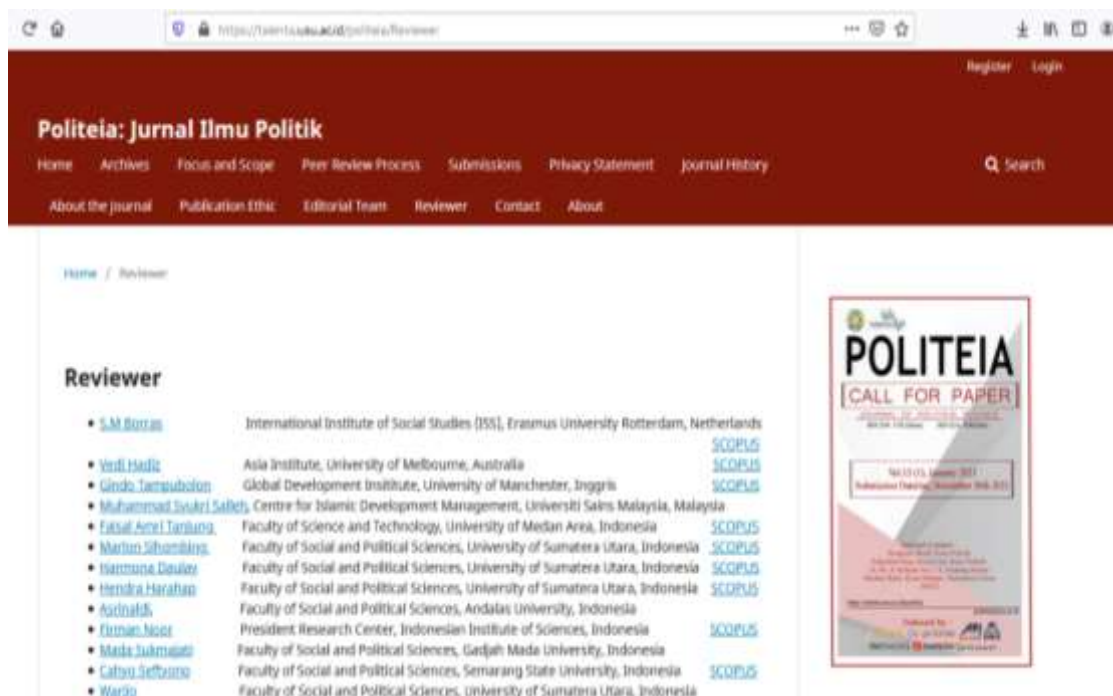 Register Login
Politeia: Jurnal Ilmu Politik
Home Archives Focus and Scope Peer Review Process Submissions Privacy Statement Journal History Search
About the Journal Publication Ethic Editorial Team Reviewer Contact About
Home / Reviewer
Reviewer
S.M Borras International Institute of Social Studies (ISS), Erasmus University Rotterdam, Netherlands
SCOPUS
Vedi Hadiz Asia Institute, University of Melbourne, Australia SCOPUS
Gindo Tampubolon Global Development Insititute, University of Manchester, Inggris SCOPUS
Muhammad Syukri Salleh, Centre for Islamic Development Management, Universiti Sains Malaysia, Malaysia
Faisal Amri Tanjung Faculty of Science and Technology, University of Medan Area, Indonesia SCOPUS
Marlon Sihombing Faculty of Social and Political Sciences, University of Sumatera Utara, Indonesia SCOPUS
Harmona Daulay Faculty of Social and Political Sciences, University of Sumatera Utara, Indonesia SCOPUS
Hendra Harahap Faculty of Social and Political Sciences, University of Sumatera Utara, Indonesia SCOPUS
Asrinaldi, Faculty of Social and Political Sciences, Andalas University, Indonesia
Firman Noor President Research Center, Indonesian Institute of Sciences, Indonesia SCOPUS
Mada Sukmajati Faculty of Social and Political Sciences, Gadjah Mada University, Indonesia
Cahyo Seftyono Faculty of Social and Political Sciences, Semarang State University, Indonesia SCOPUS
Warjio Faculty of Social and Political Sciences, University of Sumatera Utara, Indonesia
POLITEIA
CALL FOR PAPER